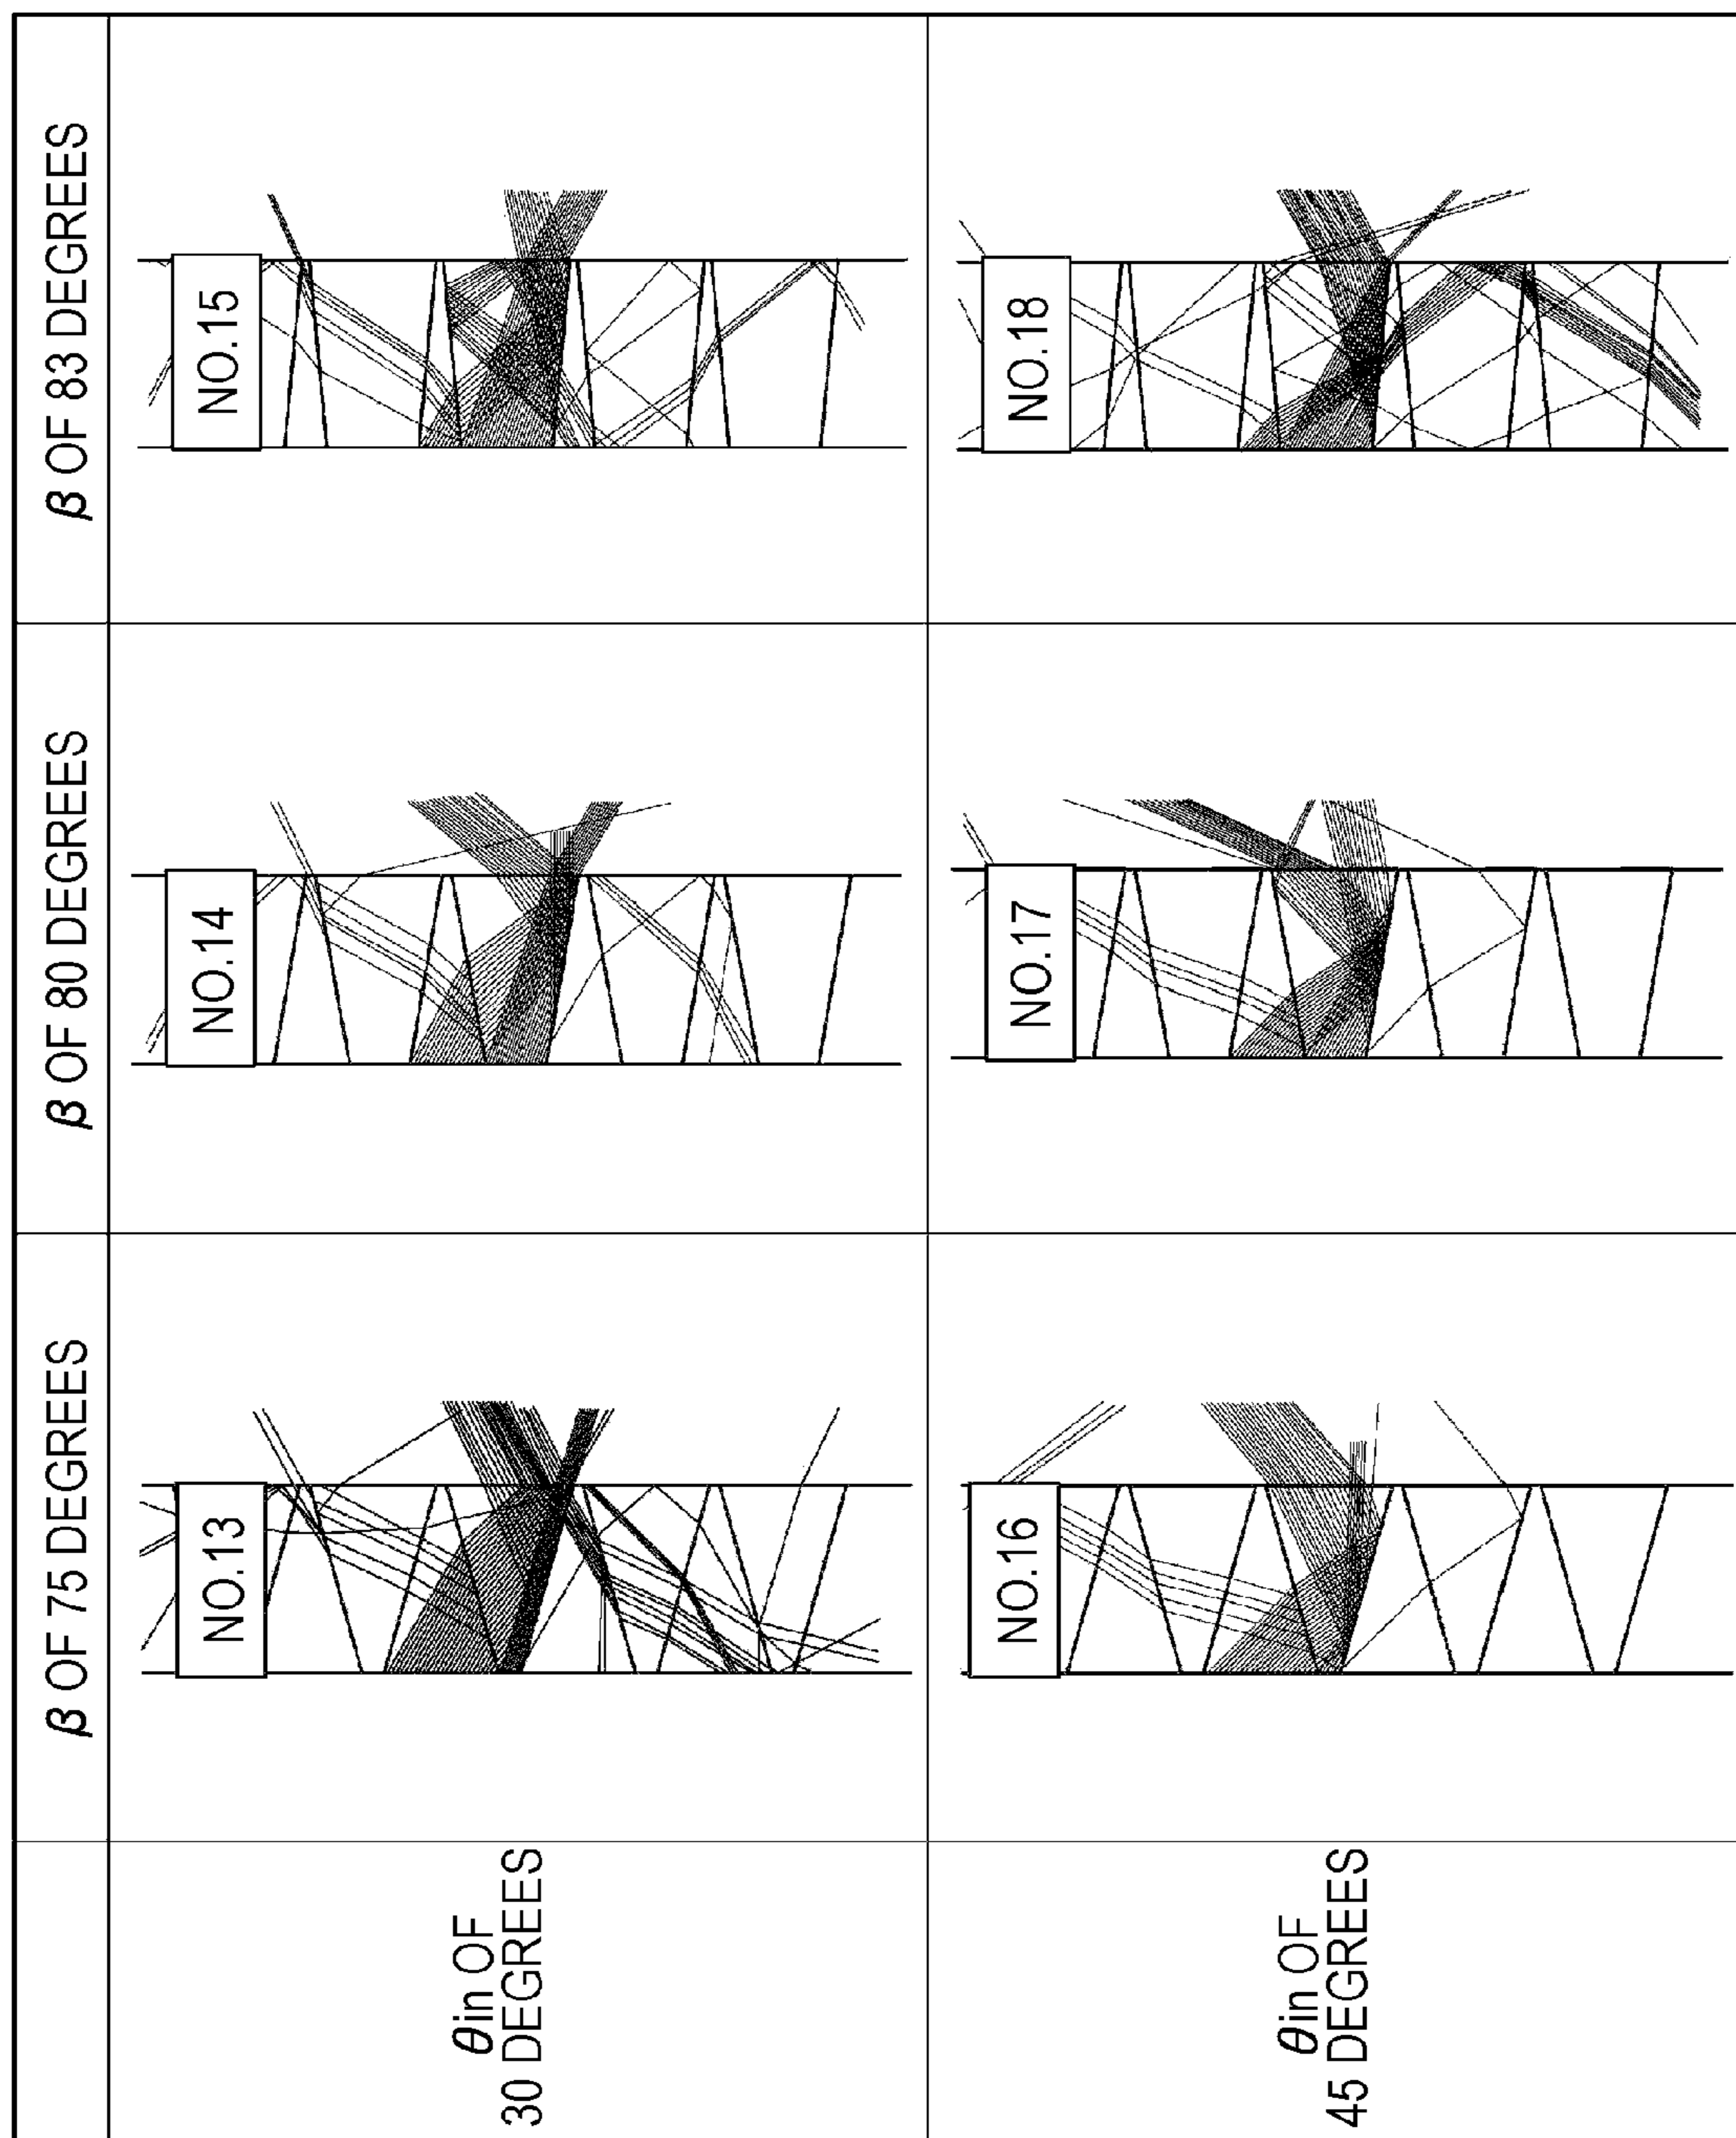 β OF 75 DEGREES
β OF 80 DEGREES
β OF 83 DEGREES
θin OF
30 DEGREES
NO.13
NO.14
NO.15
θin OF
45 DEGREES
NO.16
NO.17
NO.18